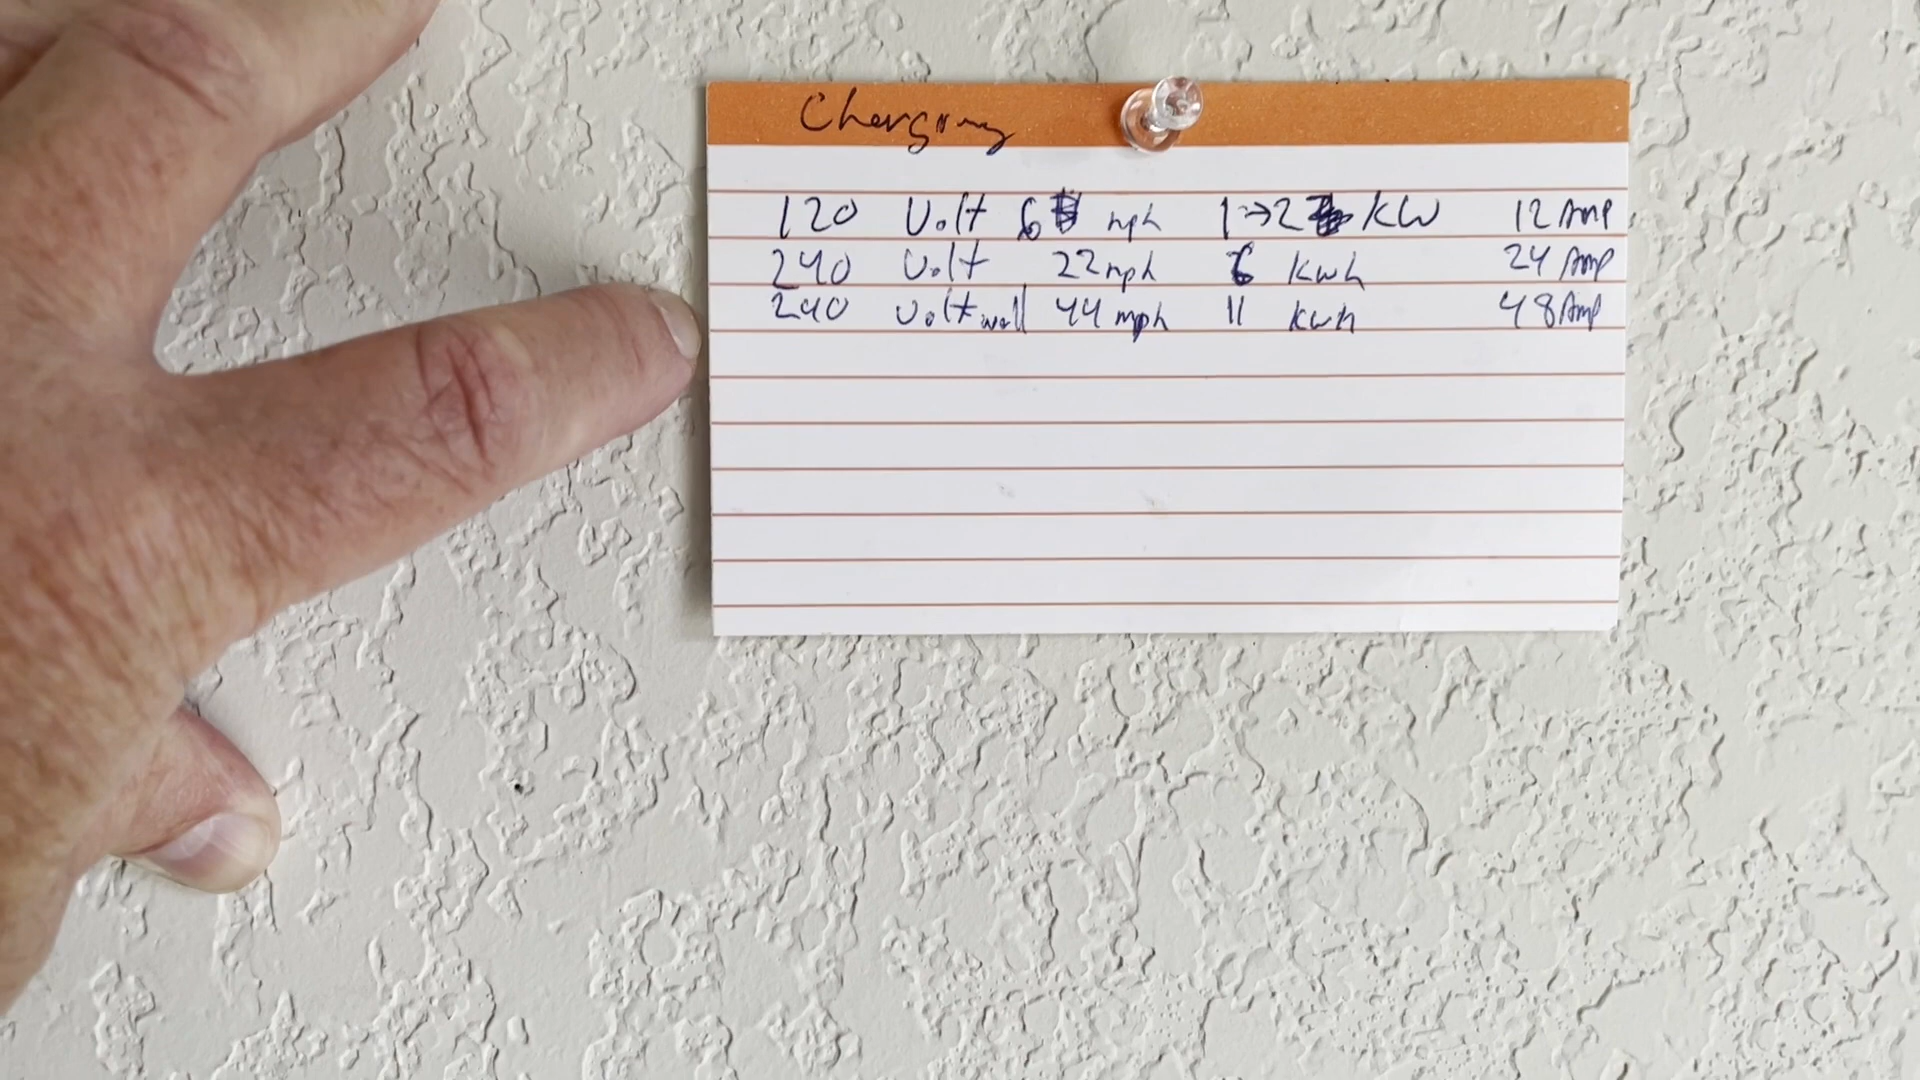 Charging
120 Volt 6 mph 1->2 KW 12 Amp
240 Volt 22 mph 6 kwh 24 Amp
240 Volt wall 44 mph 11 kwh 48 Amp